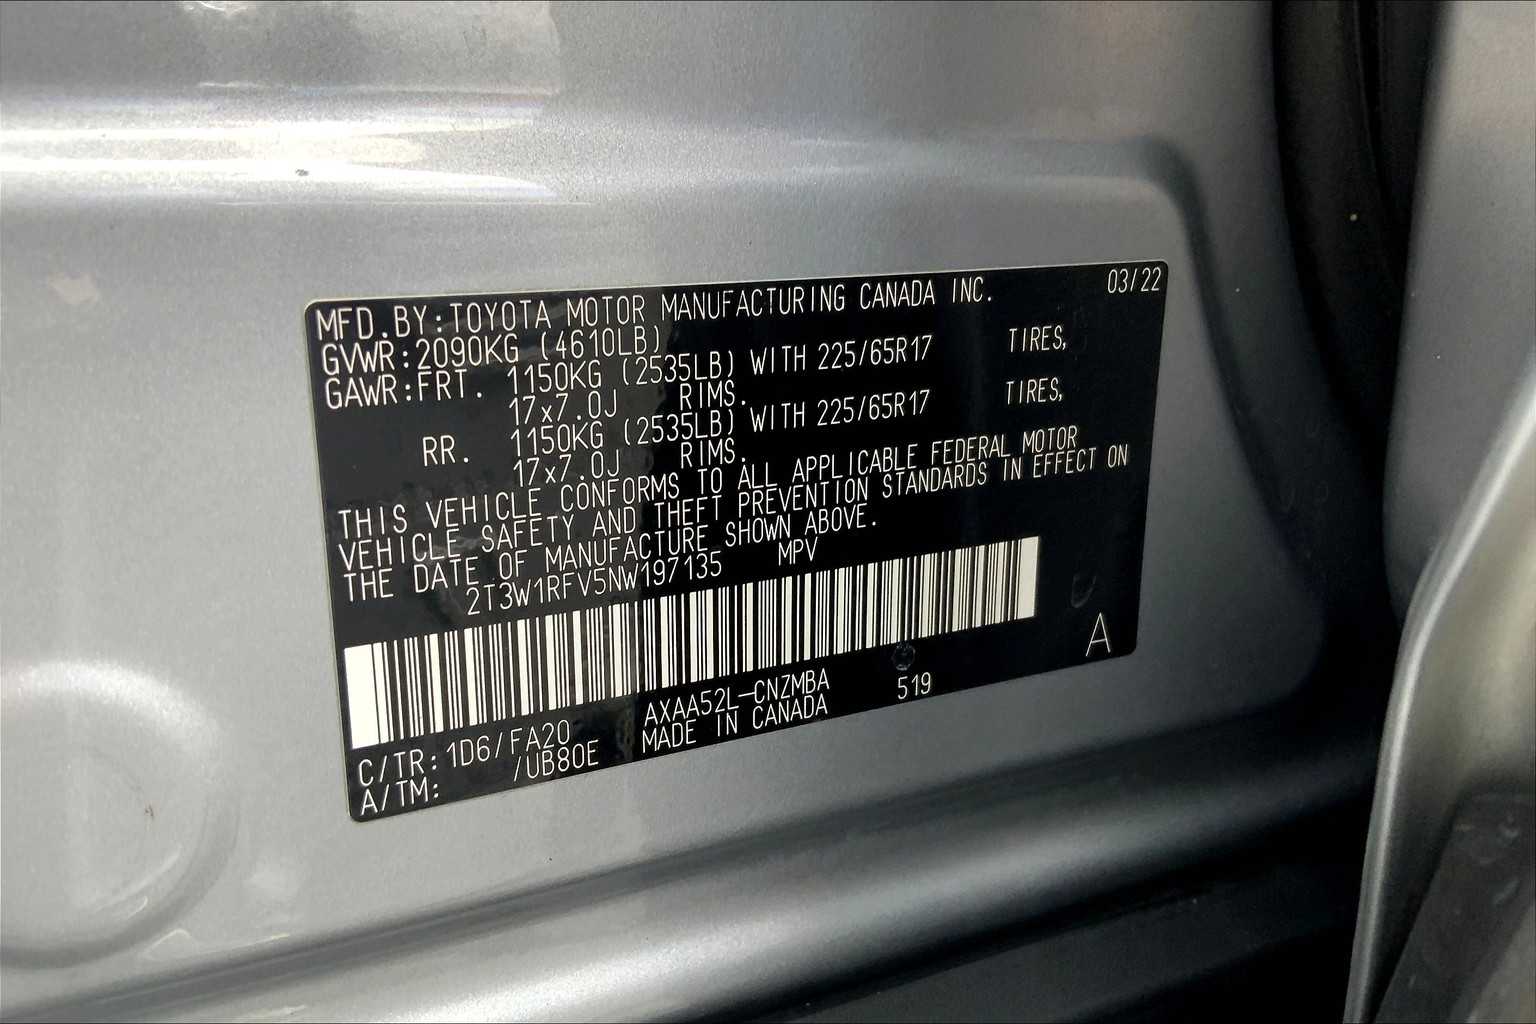 MFD.BY:TOYOTA MOTOR MANUFACTURING CANADA INC. 03/22
GVWR:2090KG (4610LB)
GAWR:FRT. 1150KG (2535LB) WITH 225/65R17 TIRES,
17x7.0J RIMS.
RR. 1150KG (2535LB) WITH 225/65R17 TIRES,
17x7.0J RIMS.
THIS VEHICLE CONFORMS TO ALL APPLICABLE FEDERAL MOTOR
VEHICLE SAFETY AND THEFT PREVENTION STANDARDS IN EFFECT ON
THE DATE OF MANUFACTURE SHOWN ABOVE.
2T3W1RFV5NW197135 MPV
A
C/TR:1D6/FA20 AXAA52L-CNZMBA 519
A/TM: /UB80E MADE IN CANADA